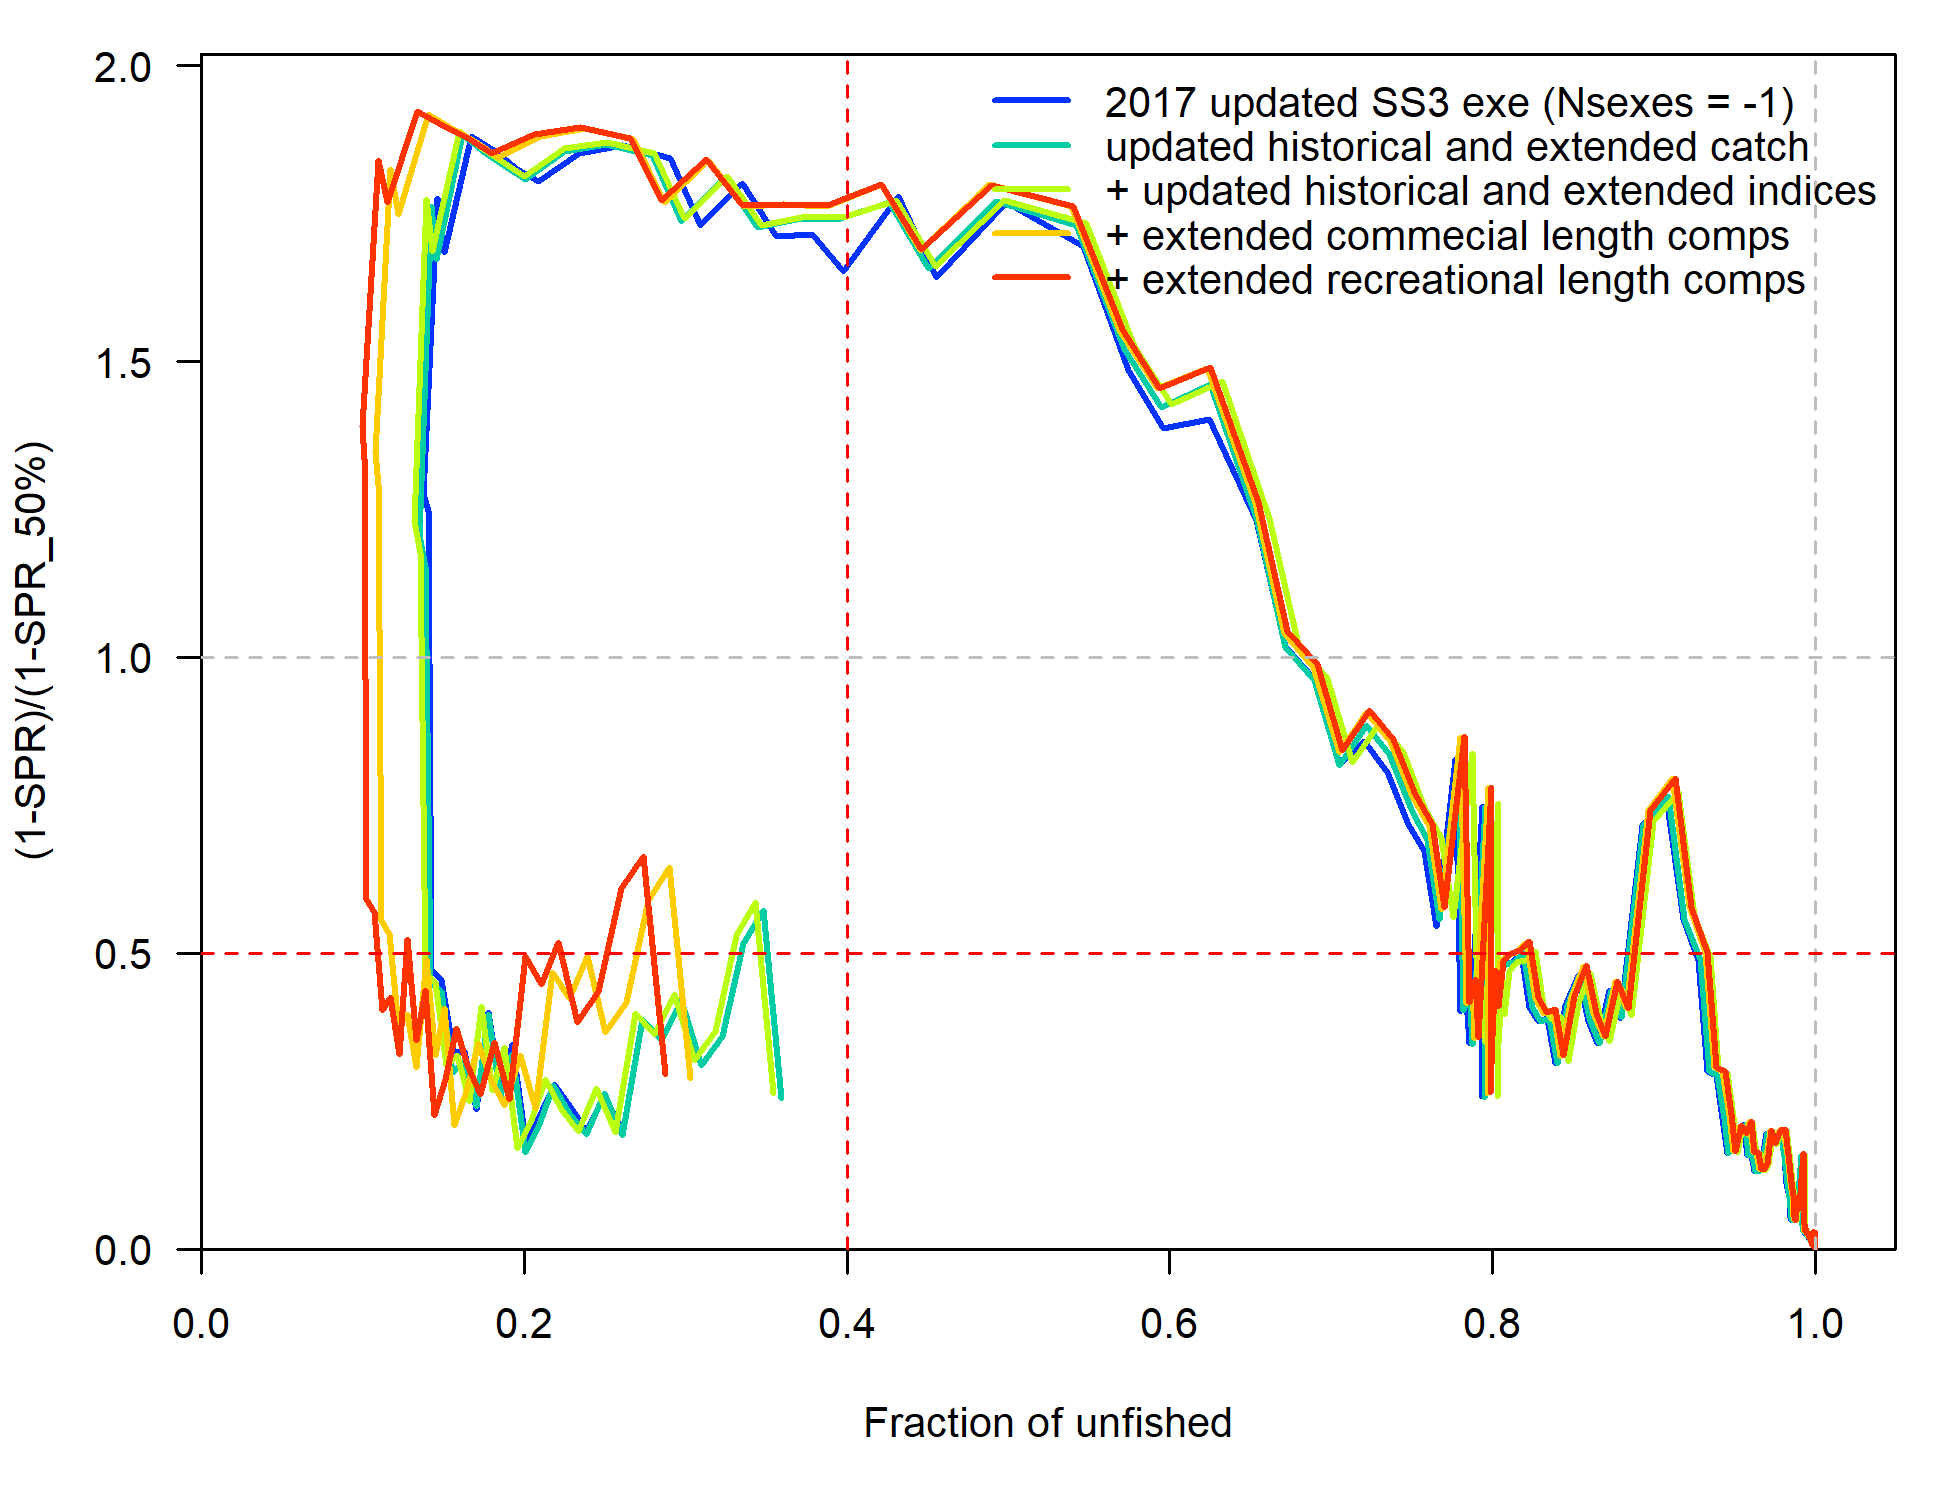 2.0
1.5
1.0
0.5
0.0
(1-SPR)/(1-SPR_50%)
2017 updated SS3 exe (Nsexes = -1)
updated historical and extended catch
+ updated historical and extended indices
+ extended commecial length comps
+ extended recreational length comps
0.0 0.2 0.4 0.6 0.8 1.0
Fraction of unfished